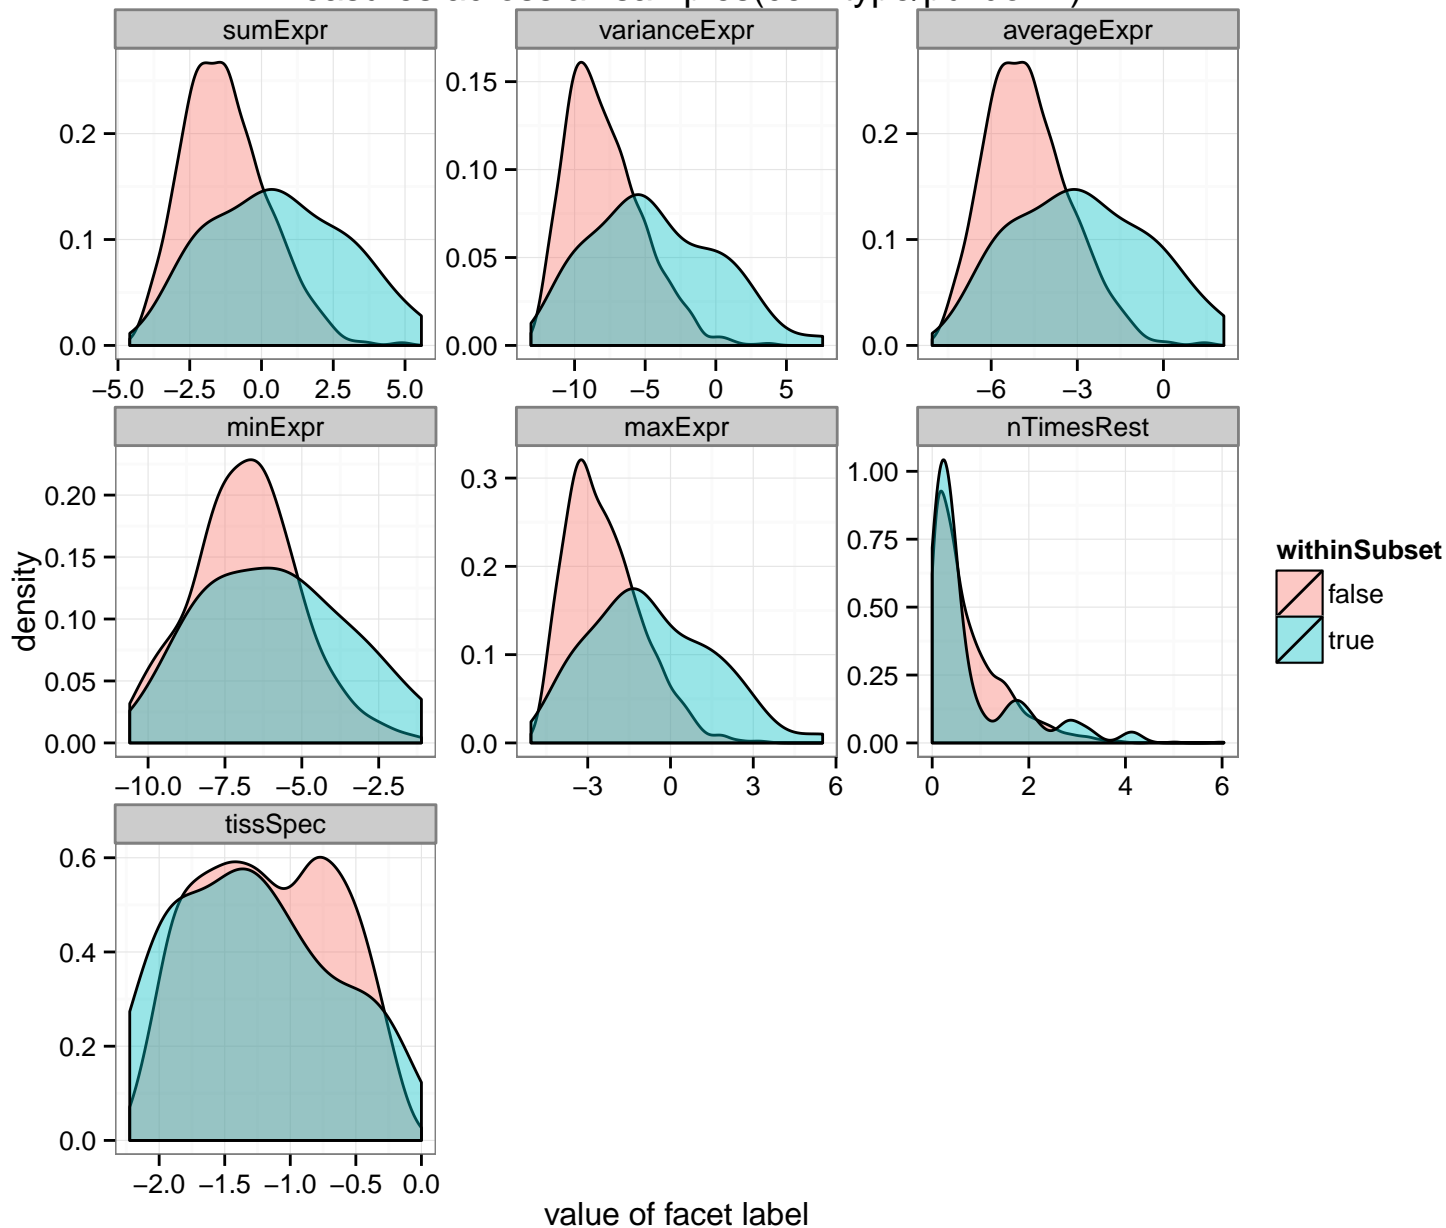 sumExpr
varianceExpr
averageExpr
0.2
0.1
0.0
−5.0 −2.5 0.0 2.5 5.0
0.15
0.10
0.05
0.00
−10 −5 0 5
0.2
0.1
0.0
−6 −3 0
minExpr
maxExpr
nTimesRest
0.20
0.15
0.10
0.05
0.00
−10.0 −7.5 −5.0 −2.5
0.3
0.2
0.1
0.0
−3 0 3 6
1.00
0.75
0.50
0.25
0.00
0 2 4 6
tissSpec
0.6
0.4
0.2
0.0
−2.0 −1.5 −1.0 −0.5 0.0
density
value of facet label
withinSubset
false
true